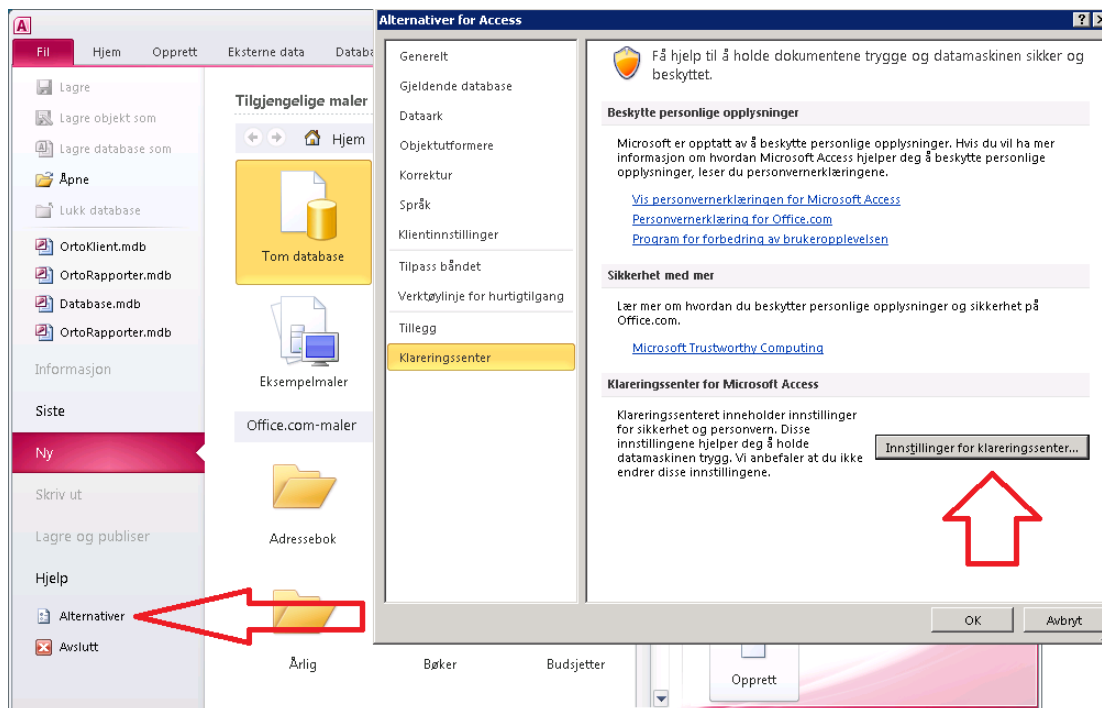 A
Fil Hjem Opprett Eksterne data Databa
Lagre
Lagre objekt som
Lagre database som
Åpne
Lukk database
OrtoKlient.mdb
OrtoRapporter.mdb
Database.mdb
OrtoRapporter.mdb
Informasjon
Siste
Ny
Skriv ut
Lagre og publiser
Hjelp
Alternativer
Avslutt
Tilgjengelige maler
Hjem
Tom database
Eksempelmaler
Office.com-maler
Adressebok
Årlig
Bøker
Budsjetter
Opprett
Alternativer for Access
?
Generelt
Gjeldende database
Dataark
Objektutformere
Korrektur
Språk
Klientinnstillinger
Tilpass båndet
Verktøylinje for hurtigtilgang
Tillegg
Klareringssenter
Få hjelp til å holde dokumentene trygge og datamaskinen sikker og
beskyttet.
Beskytte personlige opplysninger
Microsoft er opptatt av å beskytte personlige opplysninger. Hvis du vil ha mer
informasjon om hvordan Microsoft Access hjelper deg å beskytte personlige
opplysninger, leser du personvernerklæringene.
Vis personvernerklæringen for Microsoft Access
Personvernerklæring for Office.com
Program for forbedring av brukeropplevelsen
Sikkerhet med mer
Lær mer om hvordan du beskytter personlige opplysninger og sikkerhet på
Office.com.
Microsoft Trustworthy Computing
Klareringssenter for Microsoft Access
Klareringssenteret inneholder innstillinger
for sikkerhet og personvern. Disse
innstillingene hjelper deg å holde
datamaskinen trygg. Vi anbefaler at du ikke
endrer disse innstillingene.
Innstillinger for klareringssenter...
OK
Avbryt